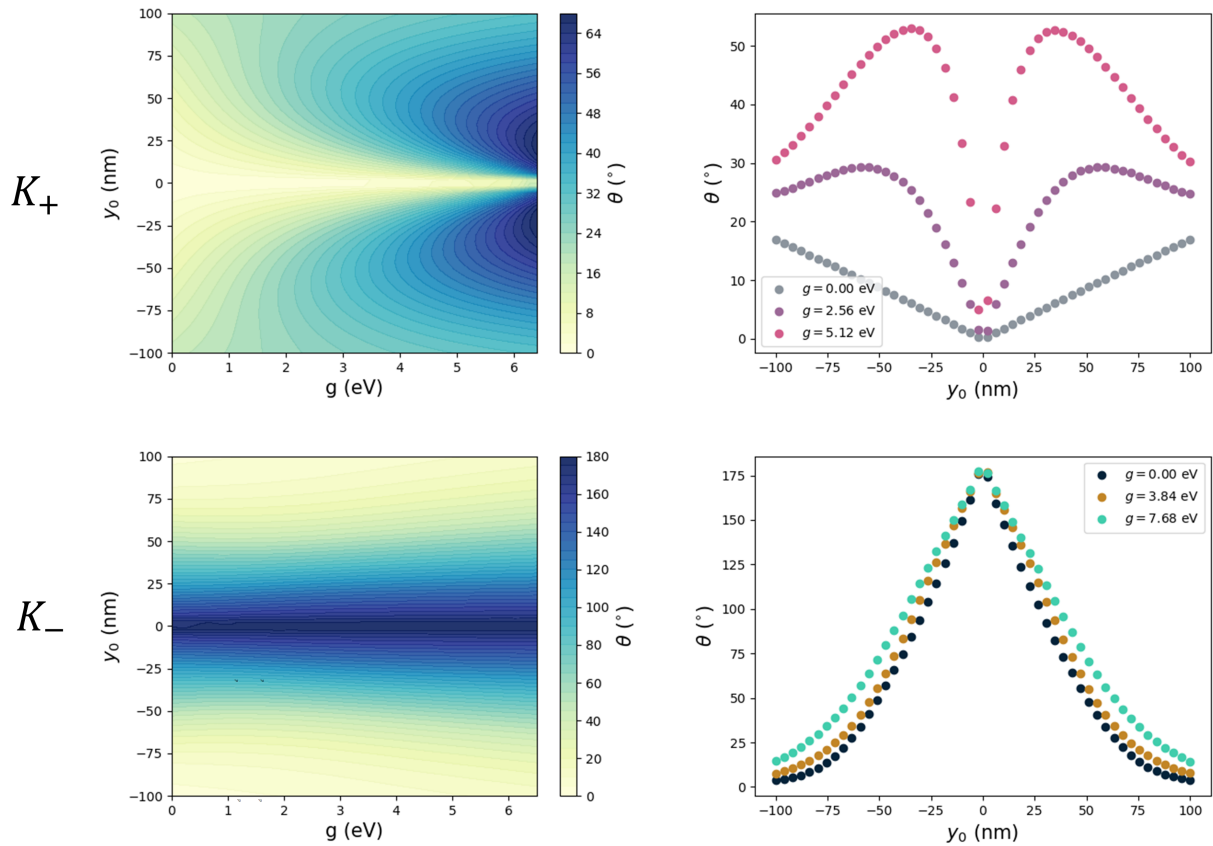 K₊
100
75
50
25
0
−25
−50
−75
−100
y₀ (nm)
0 1 2 3 4 5 6
g (eV)
64
56
48
40
32
24
16
8
0
θ (°)
50
40
30
20
10
0
θ (°)
g = 0.00 eV
g = 2.56 eV
g = 5.12 eV
−100 −75 −50 −25 0 25 50 75 100
y₀ (nm)
K₋
100
75
50
25
0
−25
−50
−75
−100
y₀ (nm)
0 1 2 3 4 5 6
g (eV)
180
160
140
120
100
80
60
40
20
0
θ (°)
175
150
125
100
75
50
25
0
θ (°)
g = 0.00 eV
g = 3.84 eV
g = 7.68 eV
−100 −75 −50 −25 0 25 50 75 100
y₀ (nm)